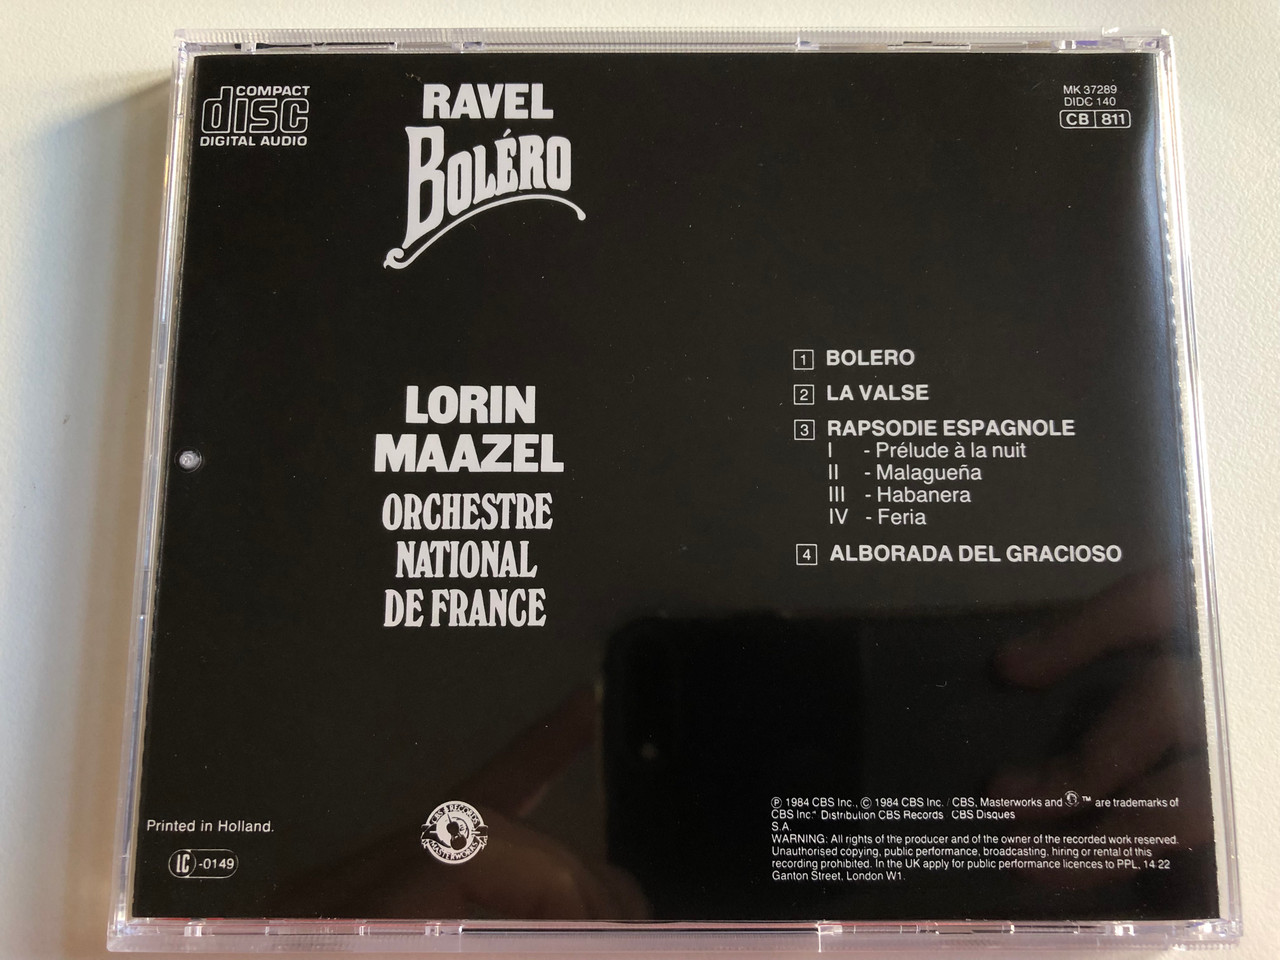 COMPACT
disc
DIGITAL AUDIO
RAVEL
BOLÉRO
MK 37289
DIDC 140
CB 811
LORIN
MAAZEL
ORCHESTRE
NATIONAL
DE FRANCE
1 BOLERO
2 LA VALSE
3 RAPSODIE ESPAGNOLE
I - Prélude à la nuit
II - Malagueña
III - Habanera
IV - Feria
4 ALBORADA DEL GRACIOSO
Printed in Holland.
LC -0149
CBS RECORDS
MASTERWORKS
℗ 1984 CBS Inc., © 1984 CBS Inc. / CBS, Masterworks and ™ are trademarks of
CBS Inc." Distribution CBS Records / CBS Disques
S.A.
WARNING: All rights of the producer and of the owner of the recorded work reserved.
Unauthorised copying, public performance, broadcasting, hiring or rental of this
recording prohibited. In the UK apply for public performance licences to PPL, 14 22
Ganton Street, London W1.